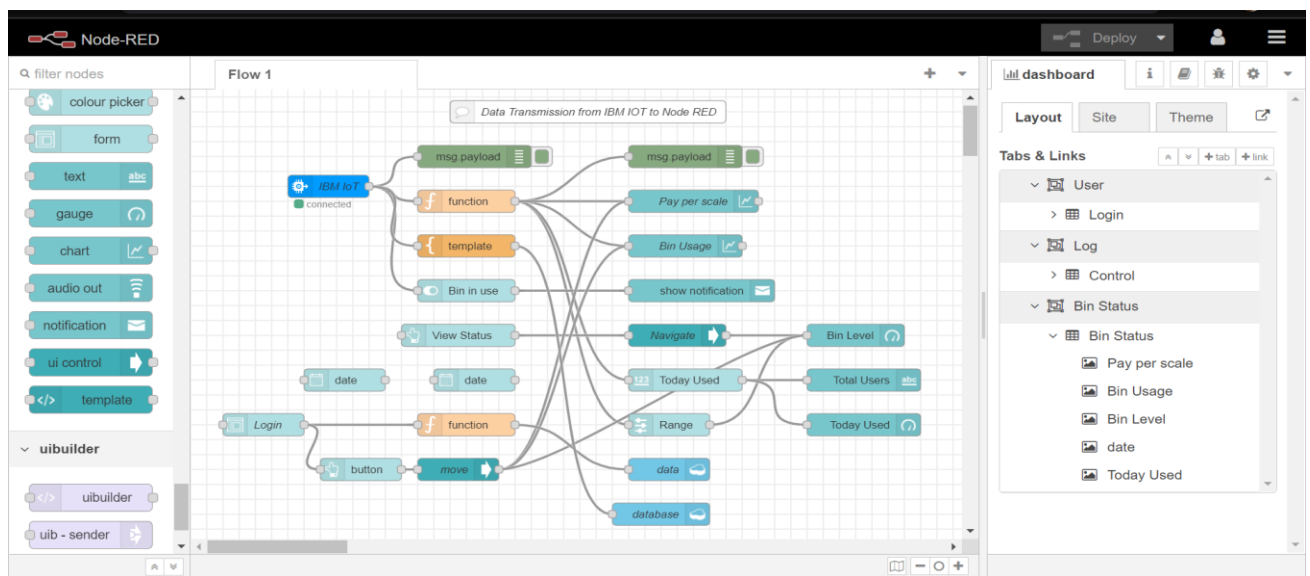 Node-RED
Deploy
filter nodes
colour picker
form
text
abc
gauge
chart
audio out
notification
ui control
</> template
uibuilder
</> uibuilder
uib - sender
Flow 1
Data Transmission from IBM IOT to Node RED
msg.payload
msg.payload
IBM IoT
connected
f function
Pay per scale
{ template
Bin Usage
Bin in use
show notification
View Status
Navigate
Bin Level
date
date
123 Today Used
Total Users abc
Login
f function
Range
Today Used
button
move
data
database
dashboard
i
Layout
Site
Theme
Tabs & Links
+ tab
+ link
User
Login
Log
Control
Bin Status
Bin Status
Pay per scale
Bin Usage
Bin Level
date
Today Used